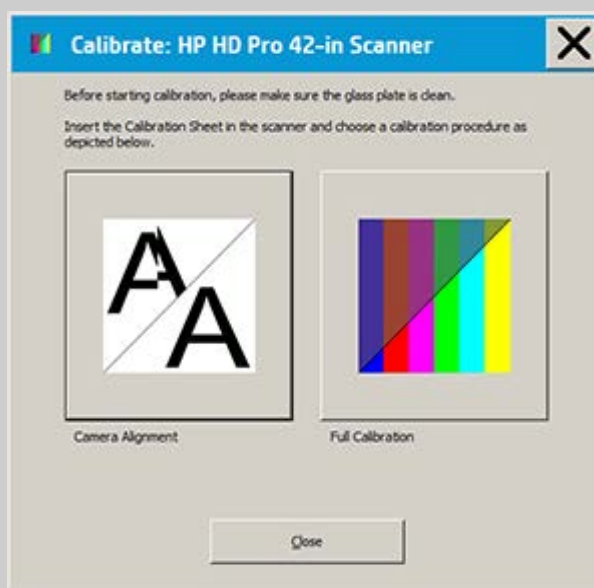 Calibrate: HP HD Pro 42-in Scanner
Before starting calibration, please make sure the glass plate is clean.
Insert the Calibration Sheet in the scanner and choose a calibration procedure as
depicted below.
A
A
Camera Alignment
Full Calibration
Close